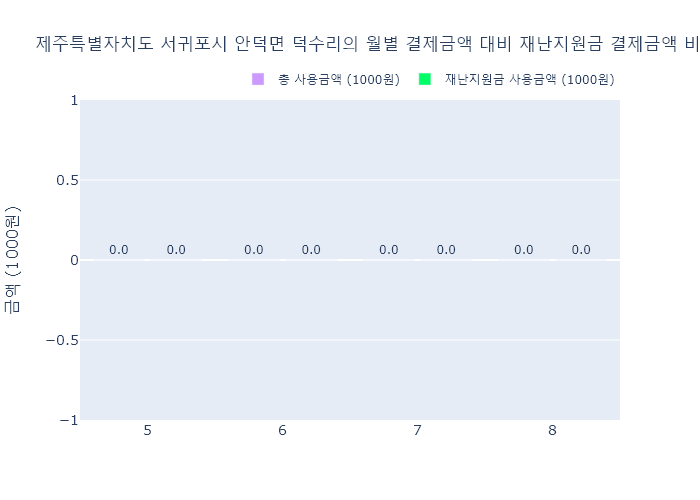 제주특별자치도 서귀포시 안덕면 덕수리의 월별 결제금액 대비 재난지원금 결제금액 비
총 사용금액 (1000원) 재난지원금 사용금액 (1000원)
1
0.5
0.0 0.0 0.0 0.0 0.0 0.0 0.0 0.0
0
−0.5
−1
5 6 7 8
금액 (1000원)